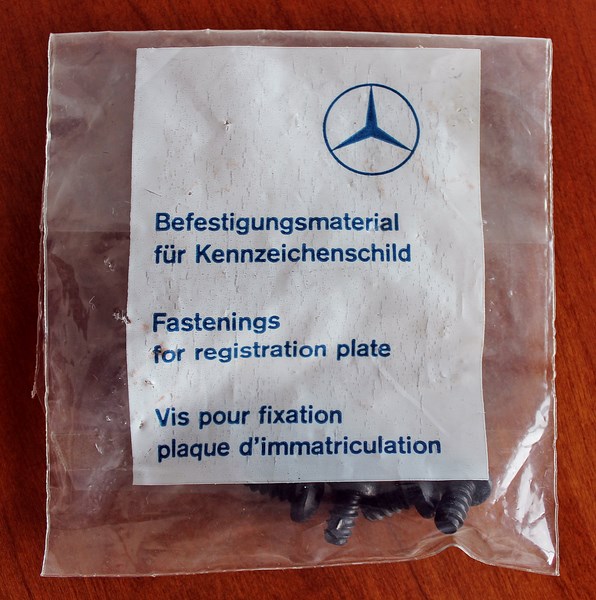 Befestigungsmaterial
für Kennzeichenschild
Fastenings
for registration plate
Vis pour fixation
plaque d'immatriculation